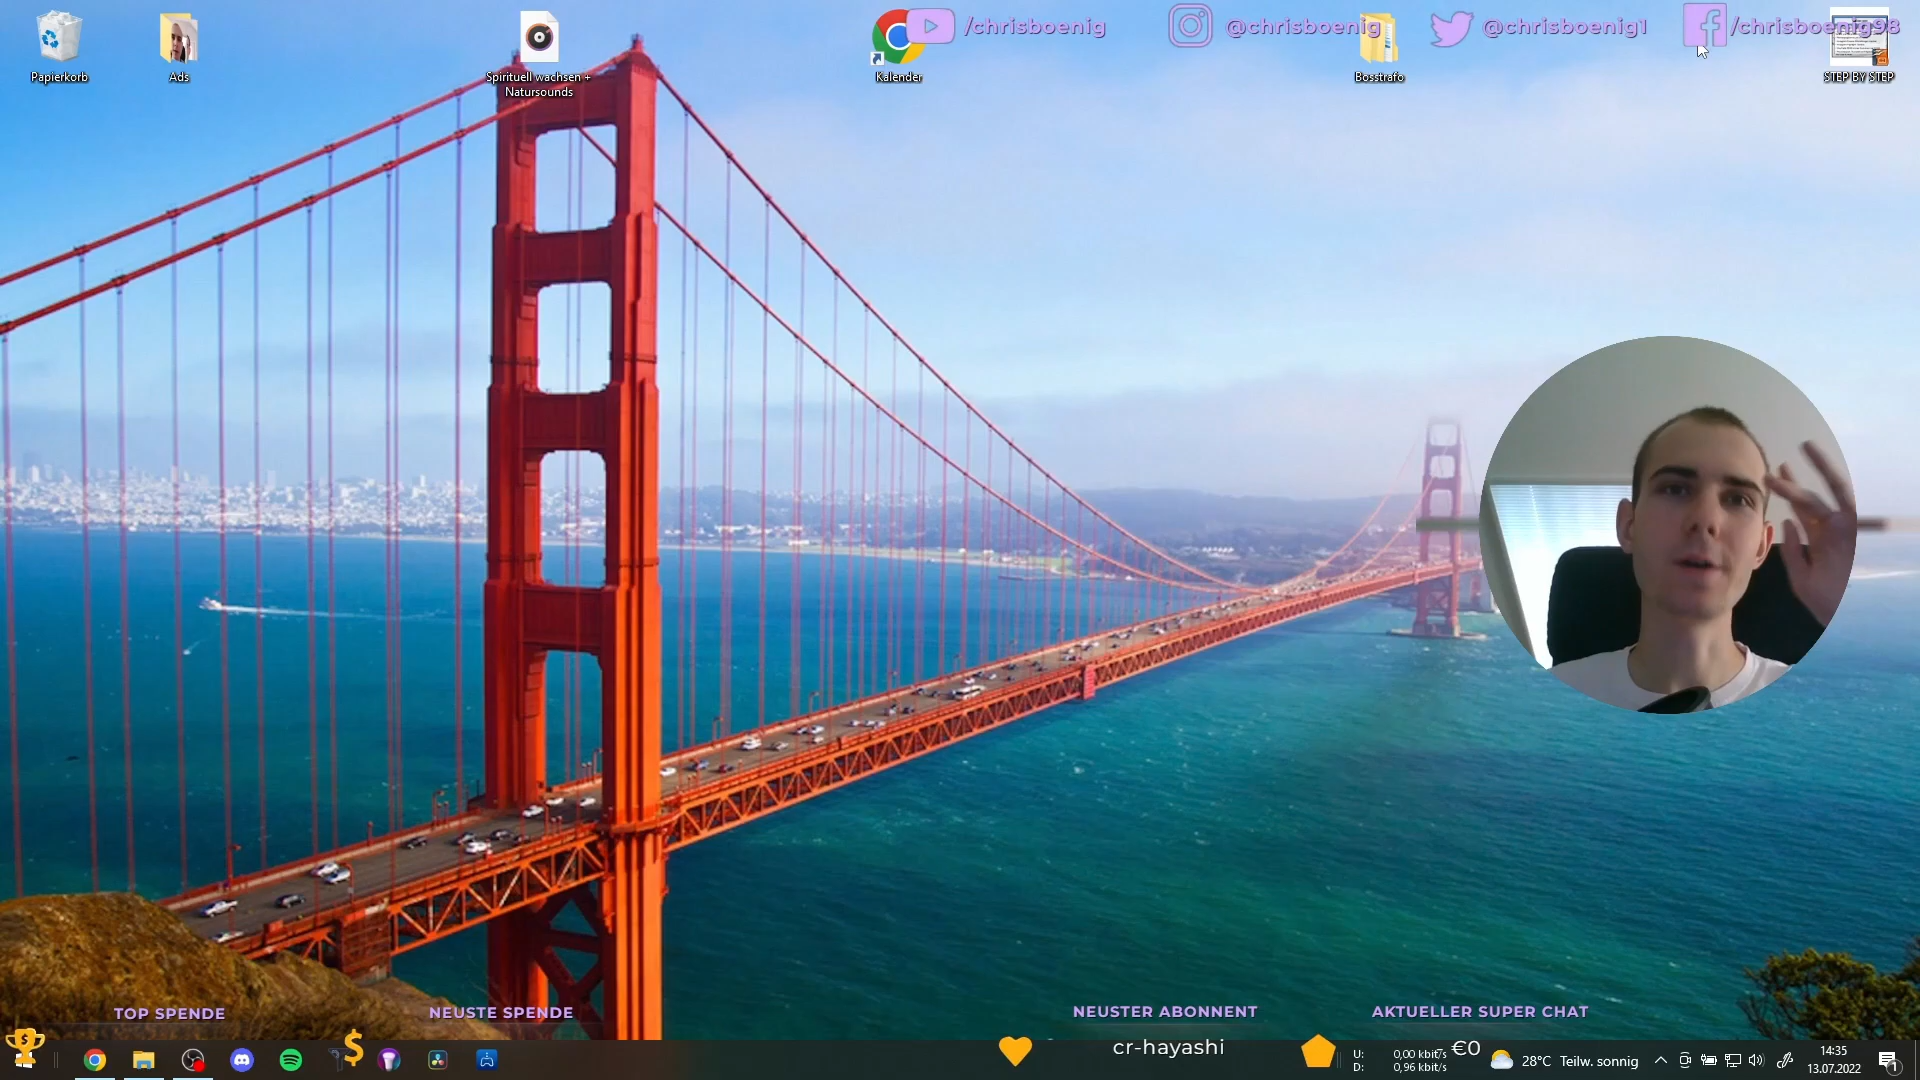 /chrisboenig
@chrisboenig
@chrisboenig1
/chrisboenig98
Papierkorb
Ads
Spirituell wachsen +
Natursounds
Kalender
Bosstrafo
STEP BY STEP
TOP SPENDE
NEUSTE SPENDE
NEUSTER ABONNENT
AKTUELLER SUPER CHAT
cr-hayashi
€0
U: 0,00 kbit/s
D: 0,96 kbit/s
28°C Teilw. sonnig
14:35
13.07.2022
1